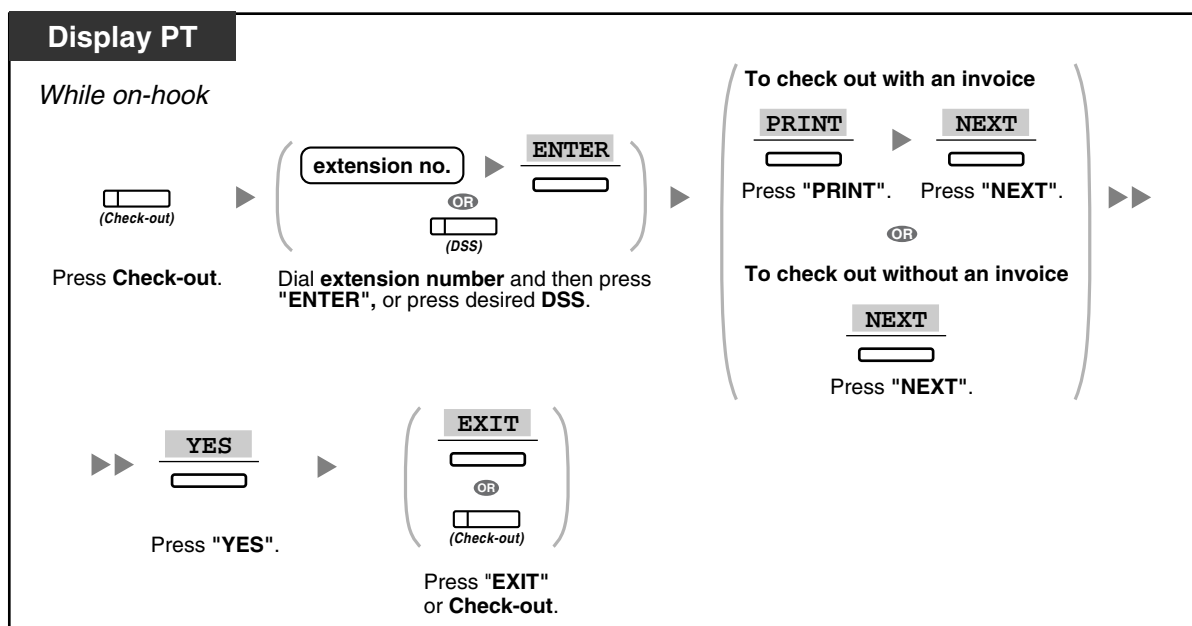 Display PT
While on-hook
(Check-out)
Press Check-out.
extension no.
ENTER
OR
(DSS)
Dial extension number and then press
"ENTER", or press desired DSS.
To check out with an invoice
PRINT
NEXT
Press "PRINT".
Press "NEXT".
OR
To check out without an invoice
NEXT
Press "NEXT".
YES
Press "YES".
EXIT
OR
(Check-out)
Press "EXIT"
or Check-out.